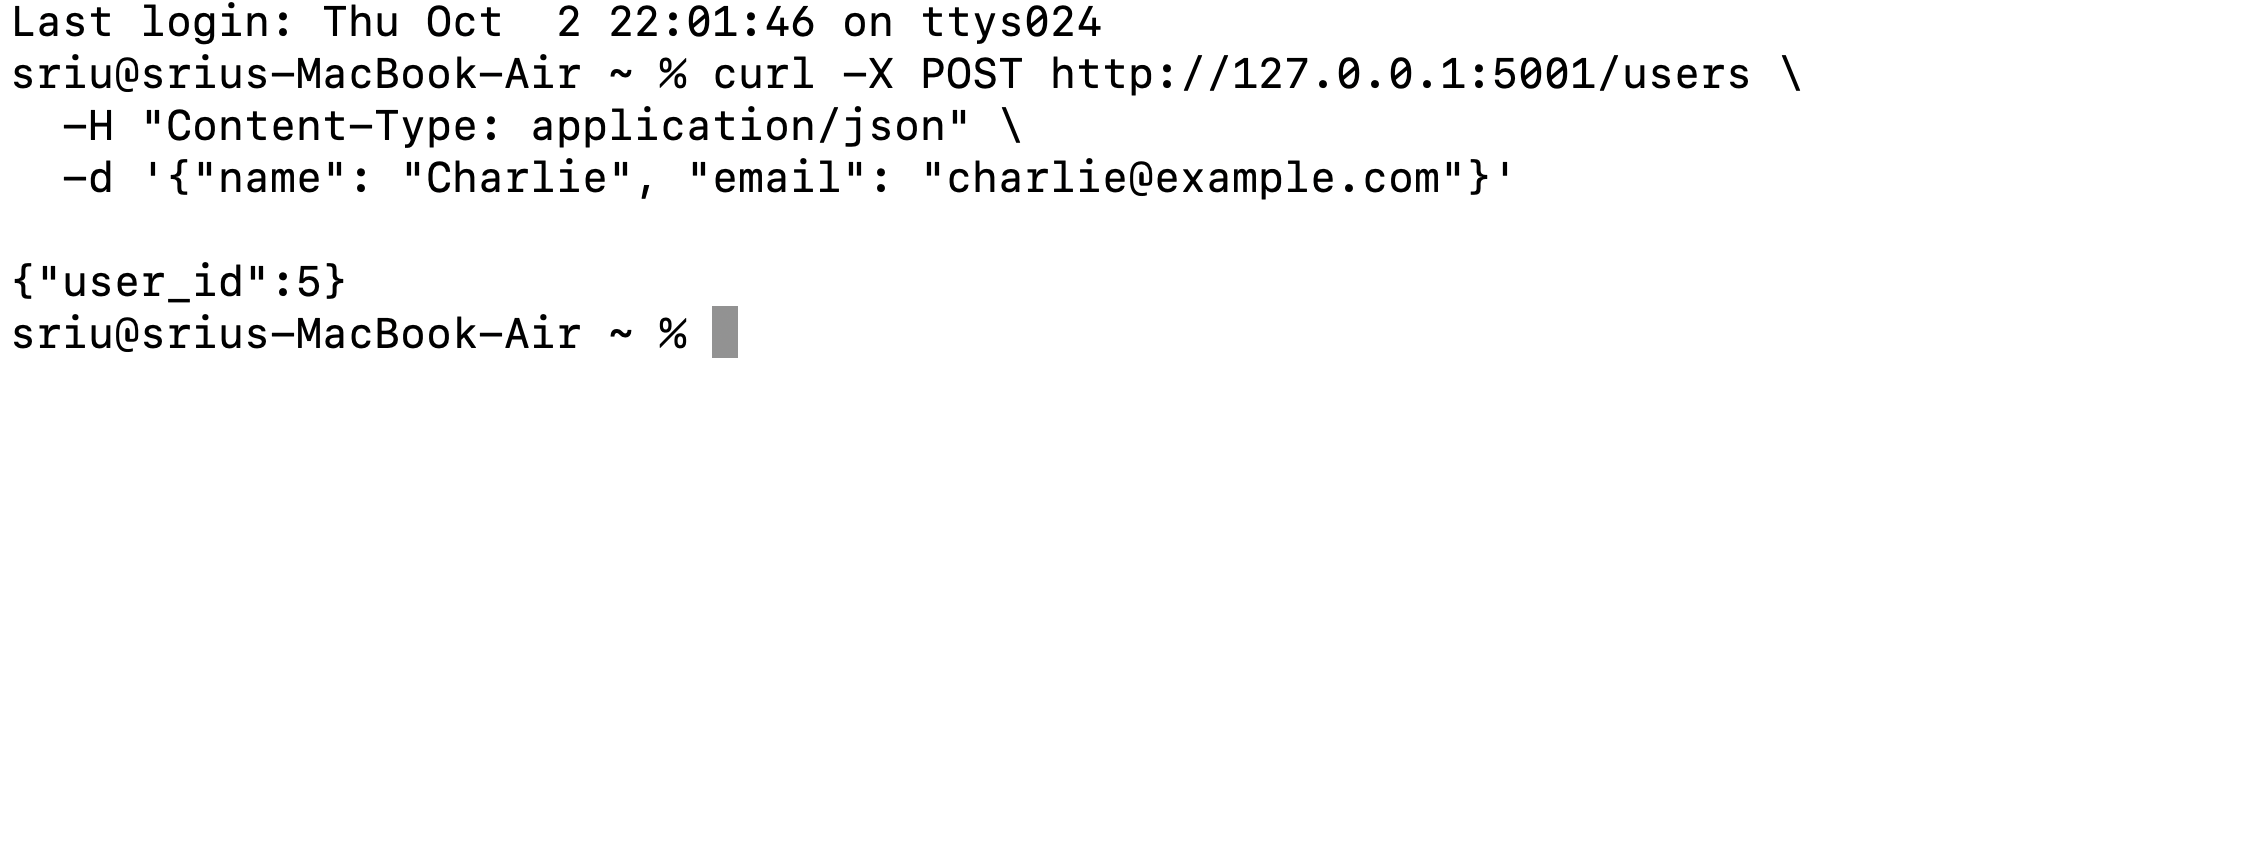 Last login: Thu Oct  2 22:01:46 on ttys024
sriu@srius-MacBook-Air ~ % curl -X POST http://127.0.0.1:5001/users \
  -H "Content-Type: application/json" \
  -d '{"name": "Charlie", "email": "charlie@example.com"}'

{"user_id":5}
sriu@srius-MacBook-Air ~ %